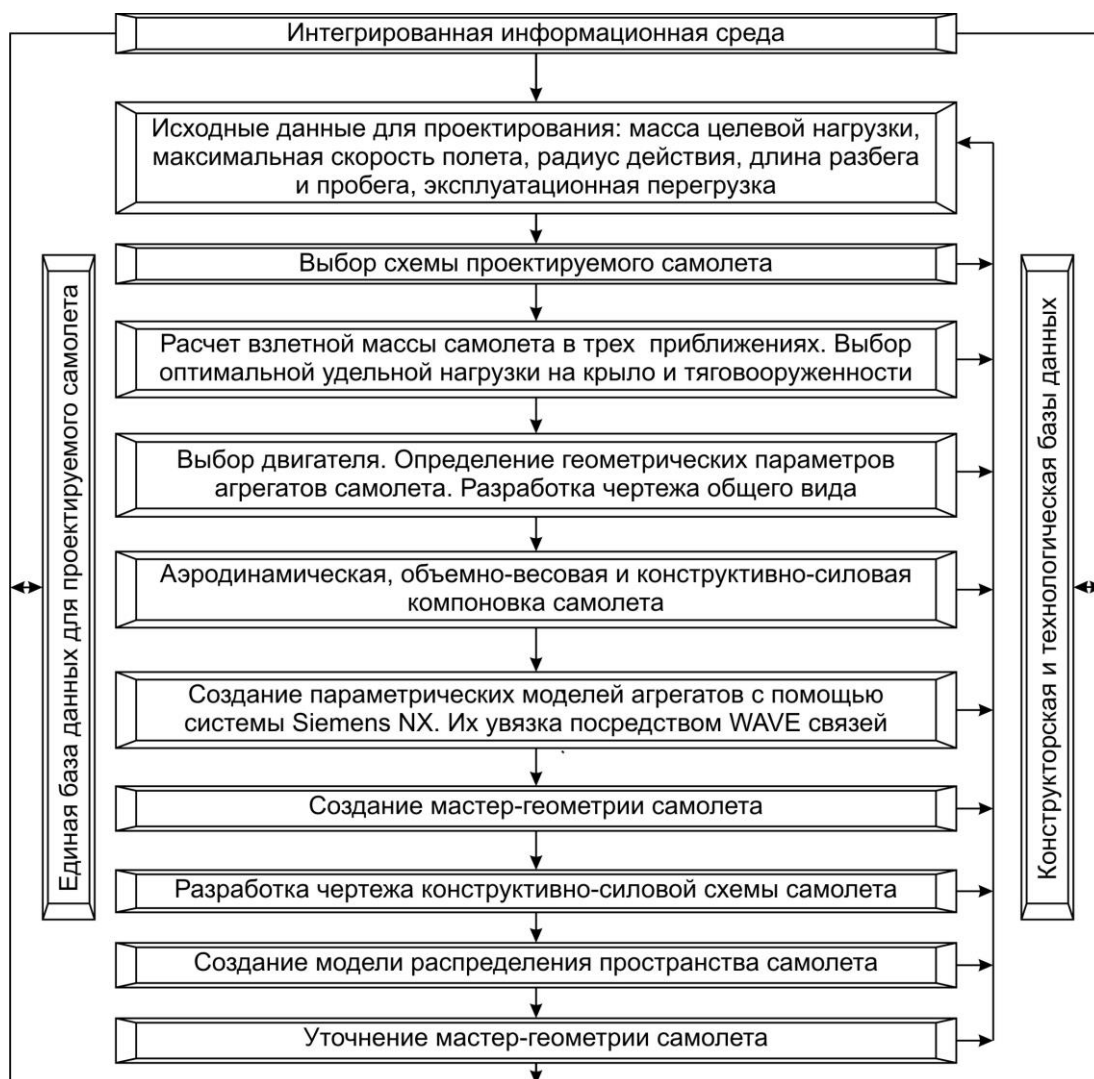 Интегрированная информационная среда
Исходные данные для проектирования: масса целевой нагрузки,
максимальная скорость полета, радиус действия, длина разбега
и пробега, эксплуатационная перегрузка
Выбор схемы проектируемого самолета
Расчет взлетной массы самолета в трех приближениях. Выбор
оптимальной удельной нагрузки на крыло и тяговооруженности
Выбор двигателя. Определение геометрических параметров
агрегатов самолета. Разработка чертежа общего вида
Аэродинамическая, объемно-весовая и конструктивно-силовая
компоновка самолета
Создание параметрических моделей агрегатов с помощью
системы Siemens NX. Их увязка посредством WAVE связей
Создание мастер-геометрии самолета
Разработка чертежа конструктивно-силовой схемы самолета
Создание модели распределения пространства самолета
Уточнение мастер-геометрии самолета
Единая база данных для проектируемого самолета
Конструкторская и технологическая базы данных